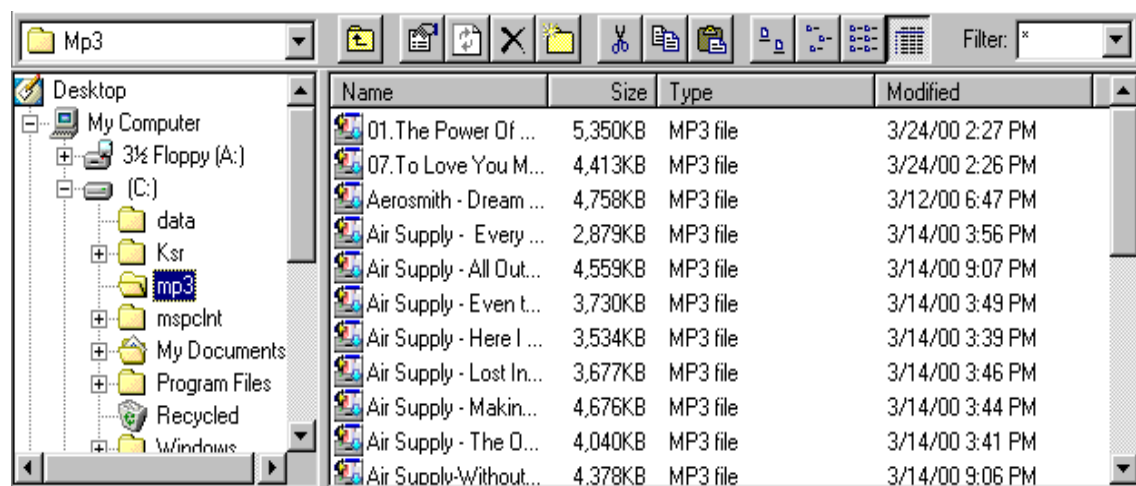 Mp3
Filter: *
Desktop
My Computer
3½ Floppy (A:)
(C:)
data
Ksr
mp3
mspclnt
My Documents
Program Files
Recycled
Windows
Name Size Type Modified
01.The Power Of ... 5,350KB MP3 file 3/24/00 2:27 PM
07.To Love You M... 4,413KB MP3 file 3/24/00 2:26 PM
Aerosmith - Dream ... 4,758KB MP3 file 3/12/00 6:47 PM
Air Supply -  Every ... 2,879KB MP3 file 3/14/00 3:56 PM
Air Supply - All Out... 4,559KB MP3 file 3/14/00 9:07 PM
Air Supply - Even t... 3,730KB MP3 file 3/14/00 3:49 PM
Air Supply - Here I ... 3,534KB MP3 file 3/14/00 3:39 PM
Air Supply - Lost In... 3,677KB MP3 file 3/14/00 3:46 PM
Air Supply - Makin... 4,676KB MP3 file 3/14/00 3:44 PM
Air Supply - The O... 4,040KB MP3 file 3/14/00 3:41 PM
Air Supply-Without... 4,378KB MP3 file 3/14/00 9:06 PM